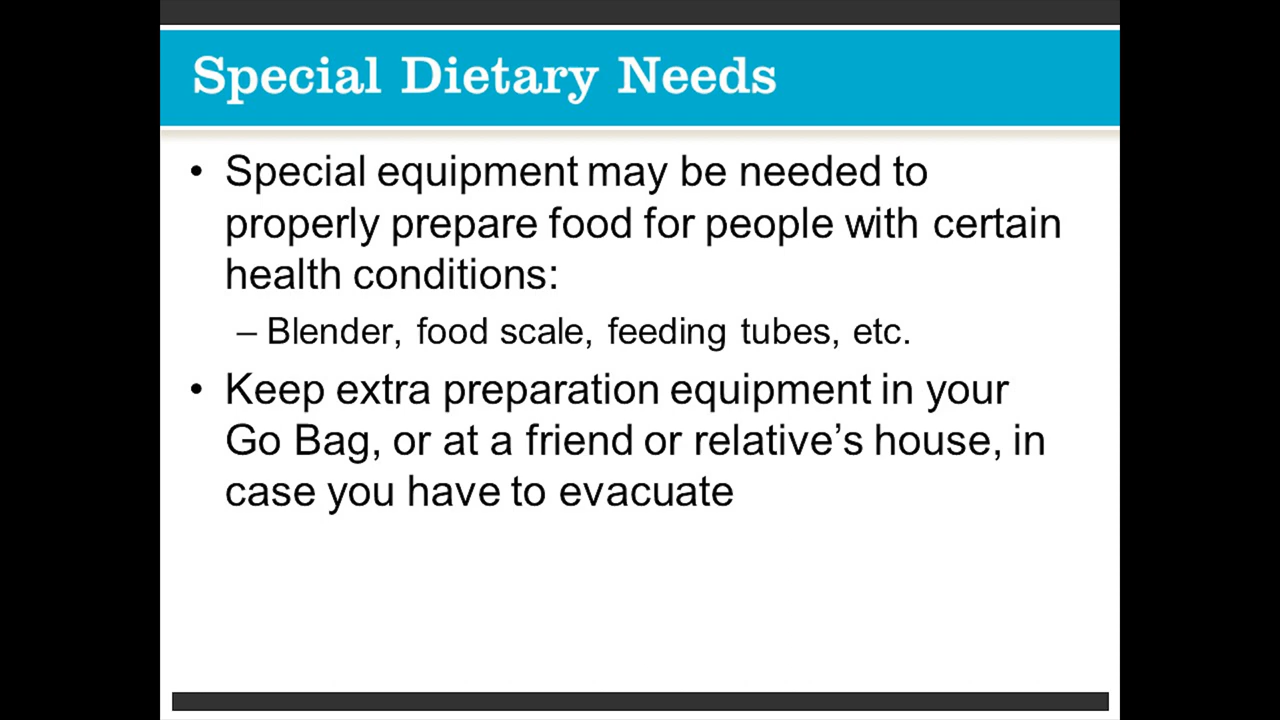 Special Dietary Needs
• Special equipment may be needed to
properly prepare food for people with certain
health conditions:
– Blender, food scale, feeding tubes, etc.
• Keep extra preparation equipment in your
Go Bag, or at a friend or relative’s house, in
case you have to evacuate